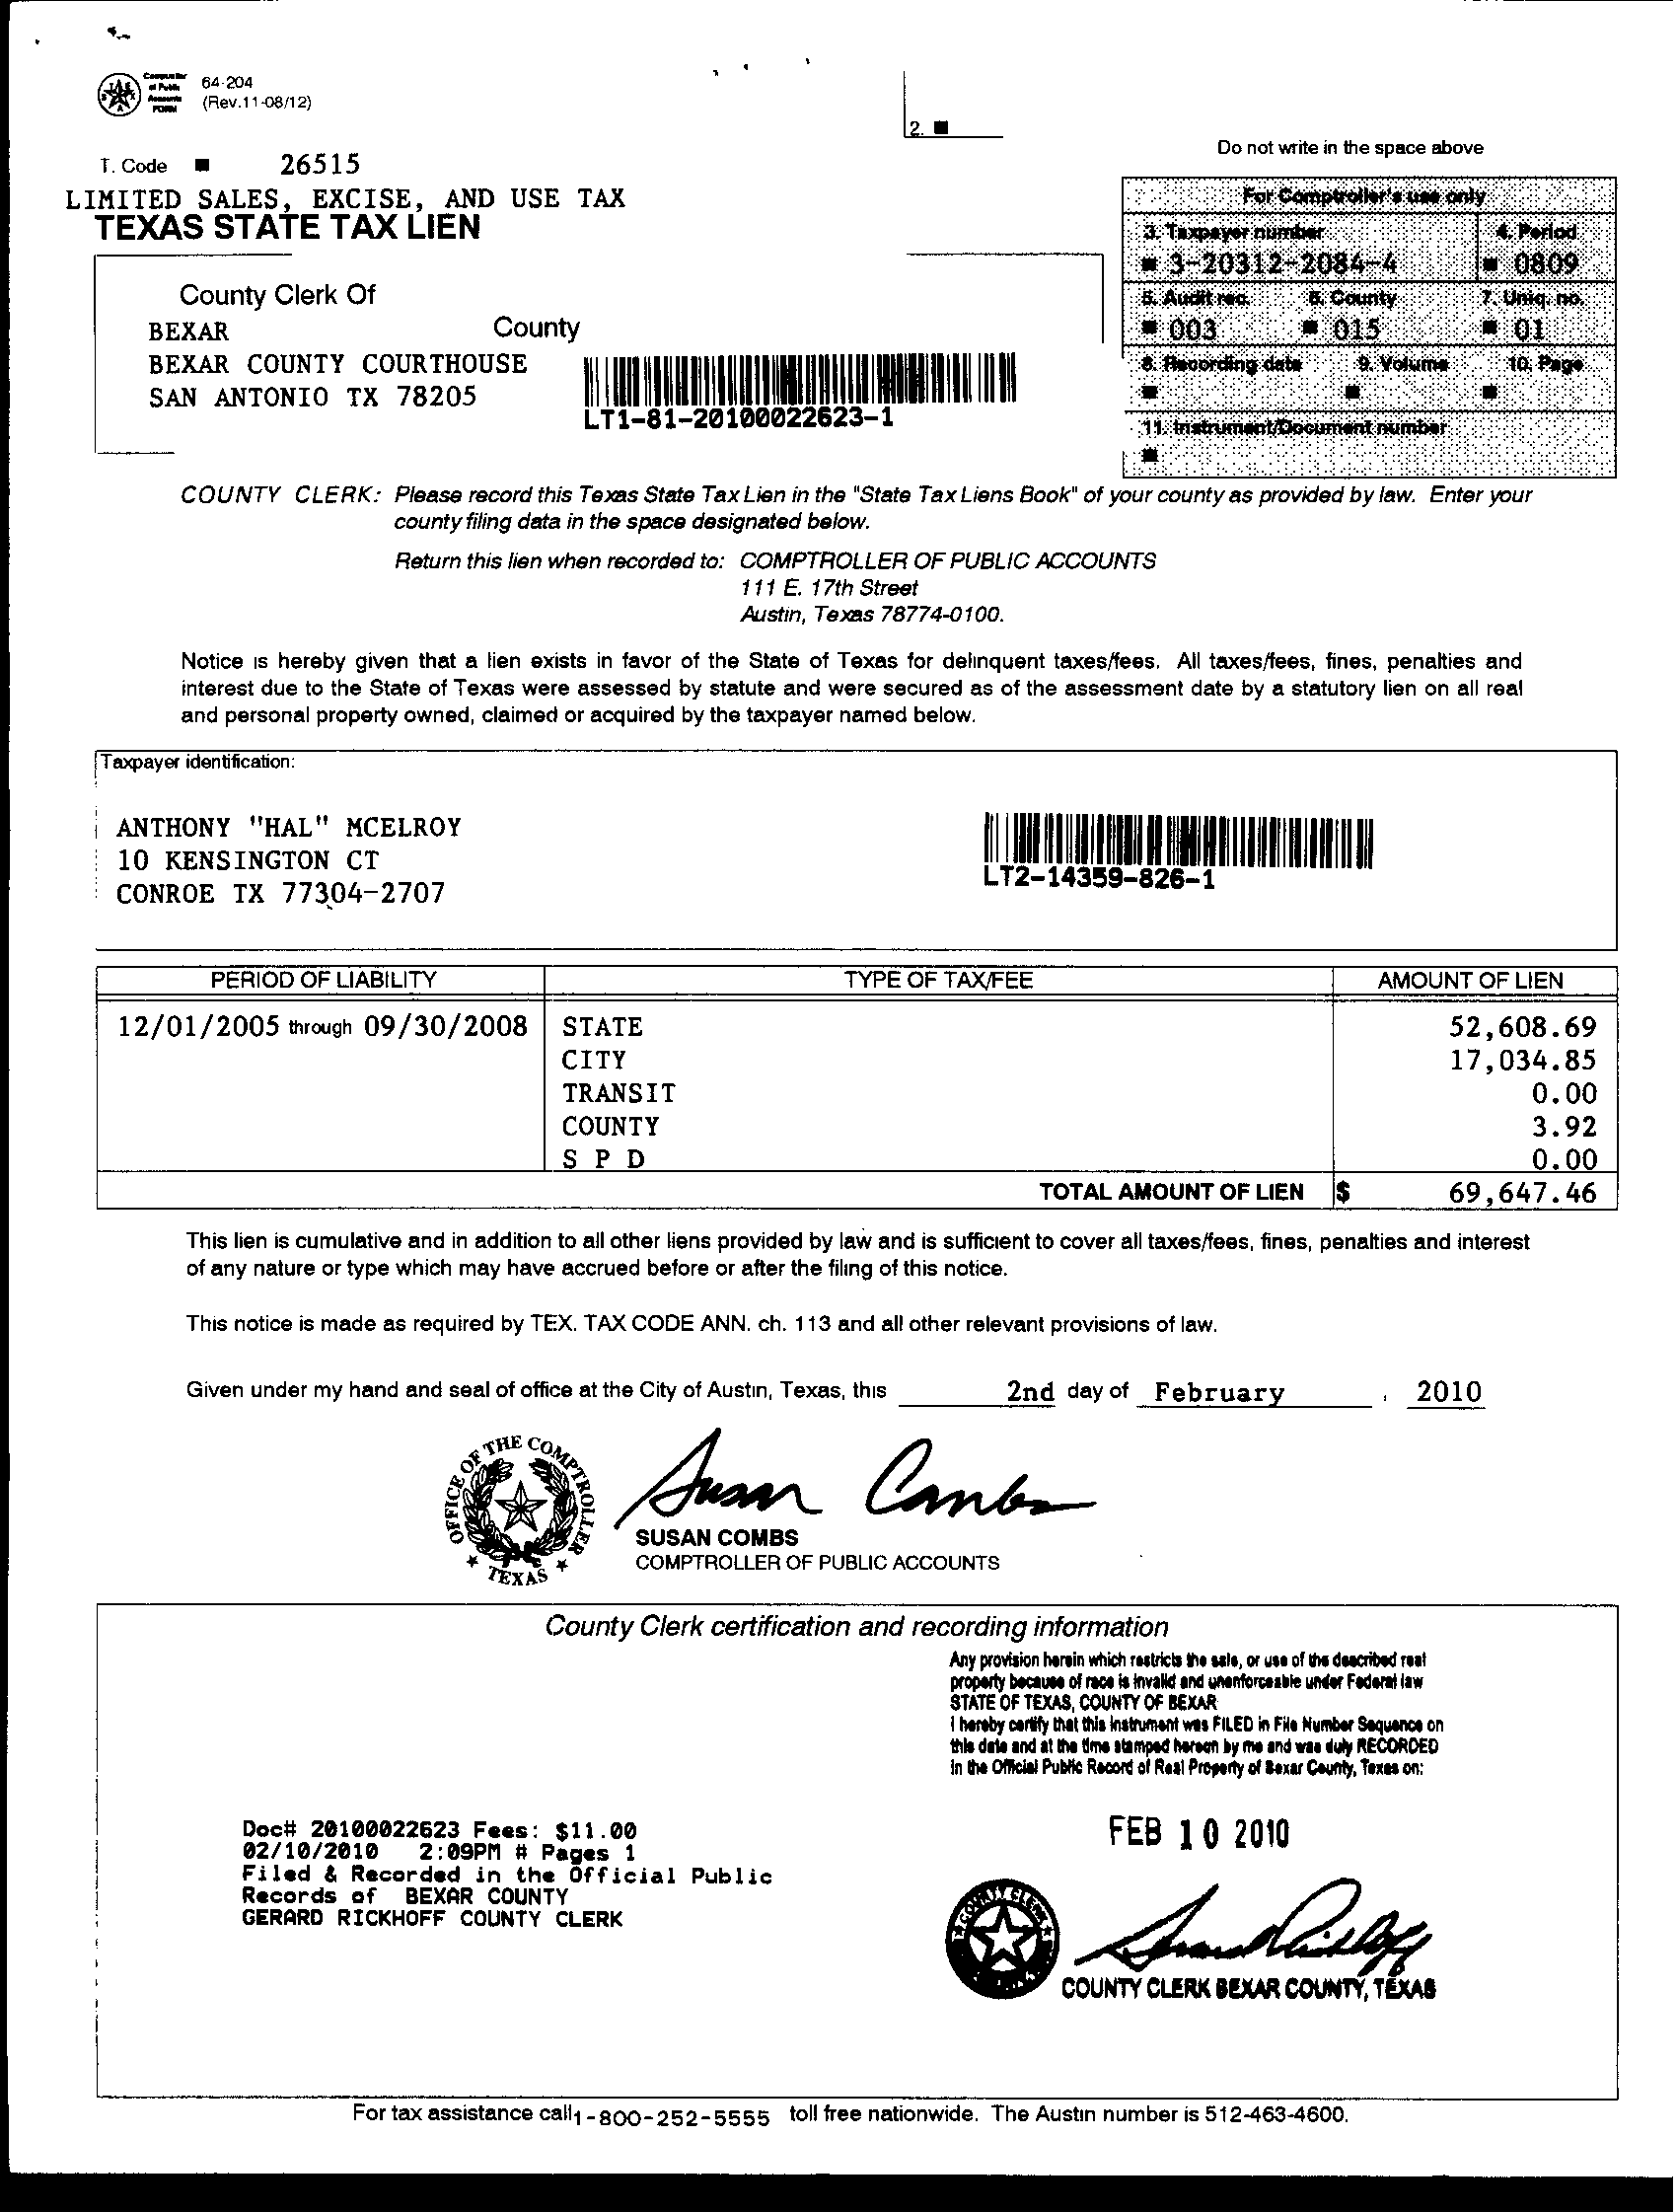 Comptroller
of Public
Accounts
FORM
64-204
(Rev.11-08/12)
2. ■
Do not write in the space above
T. Code ■ 26515
LIMITED SALES, EXCISE, AND USE TAX
TEXAS STATE TAX LIEN
For Comptroller's use only
3. Taxpayer number 4. Period
■ 3-20312-2084-4 ■ 0809
5. Audit req. 6. County 7. Uniq. no.
■ 003 ■ 015 ■ 01
8. Recording date 9. Volume 10. Page
■ ■ ■
11. Instrument/Document number
■
County Clerk Of
BEXAR County
BEXAR COUNTY COURTHOUSE
SAN ANTONIO TX 78205
LT1-81-20100022623-1
COUNTY CLERK: Please record this Texas State Tax Lien in the "State Tax Liens Book" of your county as provided by law. Enter your
county filing data in the space designated below.
Return this lien when recorded to: COMPTROLLER OF PUBLIC ACCOUNTS
111 E. 17th Street
Austin, Texas 78774-0100.
Notice is hereby given that a lien exists in favor of the State of Texas for delinquent taxes/fees. All taxes/fees, fines, penalties and
interest due to the State of Texas were assessed by statute and were secured as of the assessment date by a statutory lien on all real
and personal property owned, claimed or acquired by the taxpayer named below.
Taxpayer identification:
ANTHONY "HAL" MCELROY
10 KENSINGTON CT
CONROE TX 77304-2707
LT2-14359-826-1
PERIOD OF LIABILITY TYPE OF TAX/FEE AMOUNT OF LIEN
12/01/2005 through 09/30/2008 STATE 52,608.69
CITY 17,034.85
TRANSIT 0.00
COUNTY 3.92
S P D 0.00
TOTAL AMOUNT OF LIEN $ 69,647.46
This lien is cumulative and in addition to all other liens provided by law and is sufficient to cover all taxes/fees, fines, penalties and interest
of any nature or type which may have accrued before or after the filing of this notice.
This notice is made as required by TEX. TAX CODE ANN. ch. 113 and all other relevant provisions of law.
Given under my hand and seal of office at the City of Austin, Texas, this 2nd day of February , 2010
OFFICE OF THE COMPTROLLER
TEXAS
Susan Combs
SUSAN COMBS
COMPTROLLER OF PUBLIC ACCOUNTS
County Clerk certification and recording information
Any provision herein which restricts the sale, or use of the described real
property because of race is invalid and unenforceable under Federal law
STATE OF TEXAS, COUNTY OF BEXAR
I hereby certify that this instrument was FILED in File Number Sequence on
this date and at the time stamped hereon by me and was duly RECORDED
in the Official Public Record of Real Property of Bexar County, Texas on:
FEB 10 2010
Doc# 20100022623 Fees: $11.00
02/10/2010 2:09PM # Pages 1
Filed & Recorded in the Official Public
Records of BEXAR COUNTY
GERARD RICKHOFF COUNTY CLERK
COUNTY CLERK
Gerard Rickhoff
COUNTY CLERK BEXAR COUNTY, TEXAS
For tax assistance call 1-800-252-5555 toll free nationwide. The Austin number is 512-463-4600.